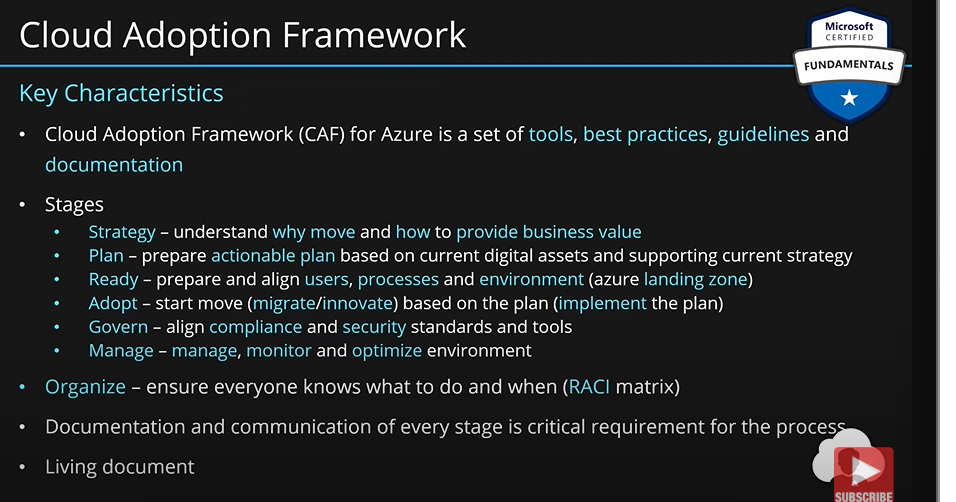 Cloud Adoption Framework
Microsoft
CERTIFIED
FUNDAMENTALS
Key Characteristics
• Cloud Adoption Framework (CAF) for Azure is a set of tools, best practices, guidelines and
documentation
• Stages
• Strategy – understand why move and how to provide business value
• Plan – prepare actionable plan based on current digital assets and supporting current strategy
• Ready – prepare and align users, processes and environment (azure landing zone)
• Adopt – start move (migrate/innovate) based on the plan (implement the plan)
• Govern – align compliance and security standards and tools
• Manage – manage, monitor and optimize environment
• Organize – ensure everyone knows what to do and when (RACI matrix)
• Documentation and communication of every stage is critical requirement for the process
• Living document
SUBSCRIBE